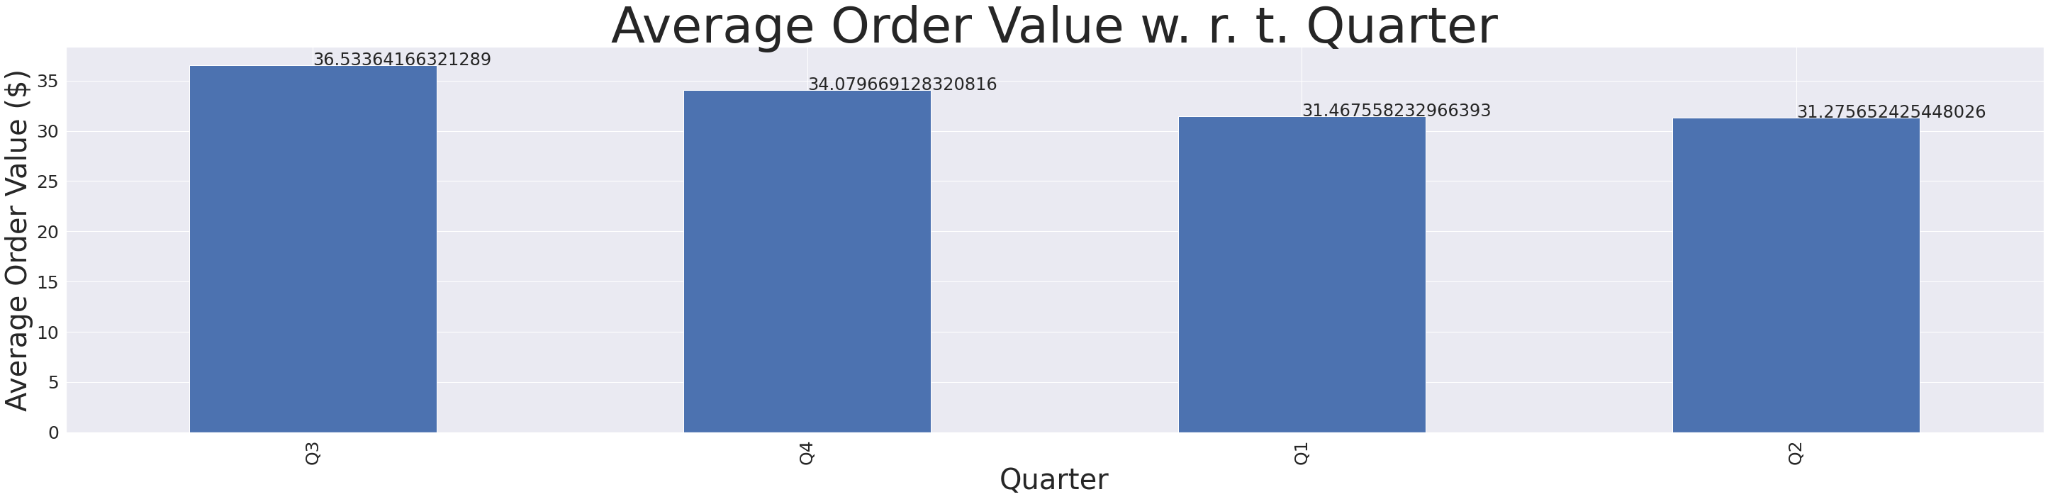 Average Order Value w. r. t. Quarter
Average Order Value ($)
35
30
25
20
15
10
5
0
36.53364166321289
34.079669128320816
31.467558232966393
31.275652425448026
Q3
Q4
Q1
Q2
Quarter